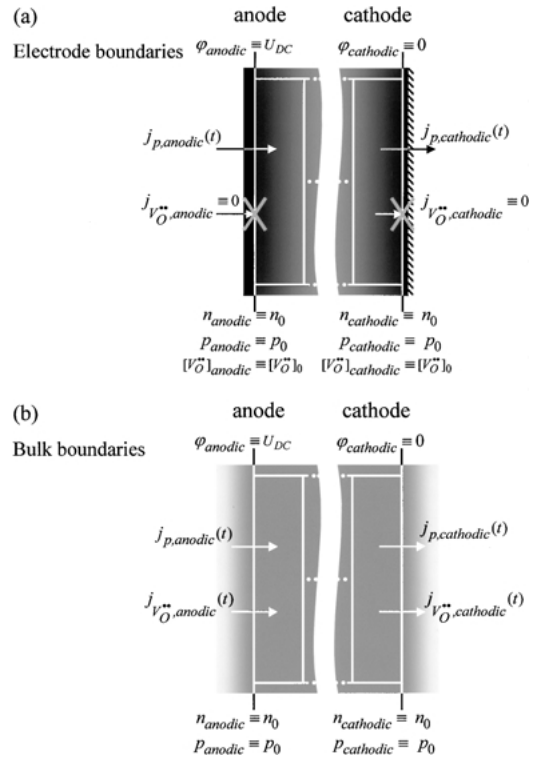 (a)
anode cathode
Electrode boundaries
φanodic ≡ UDC φcathodic ≡ 0
jp,anodic(t) jp,cathodic(t)
jVO••,anodic ≡ 0 jVO••,cathodic ≡ 0
nanodic ≡ n0 ncathodic ≡ n0
panodic ≡ p0 pcathodic ≡ p0
[VO••]anodic ≡ [VO••]0 [VO••]cathodic ≡ [VO••]0
(b)
anode cathode
Bulk boundaries
φanodic ≡ UDC φcathodic ≡ 0
jp,anodic(t) jp,cathodic(t)
jVO••,anodic(t) jVO••,cathodic(t)
nanodic ≡ n0 ncathodic ≡ n0
panodic ≡ p0 pcathodic ≡ p0